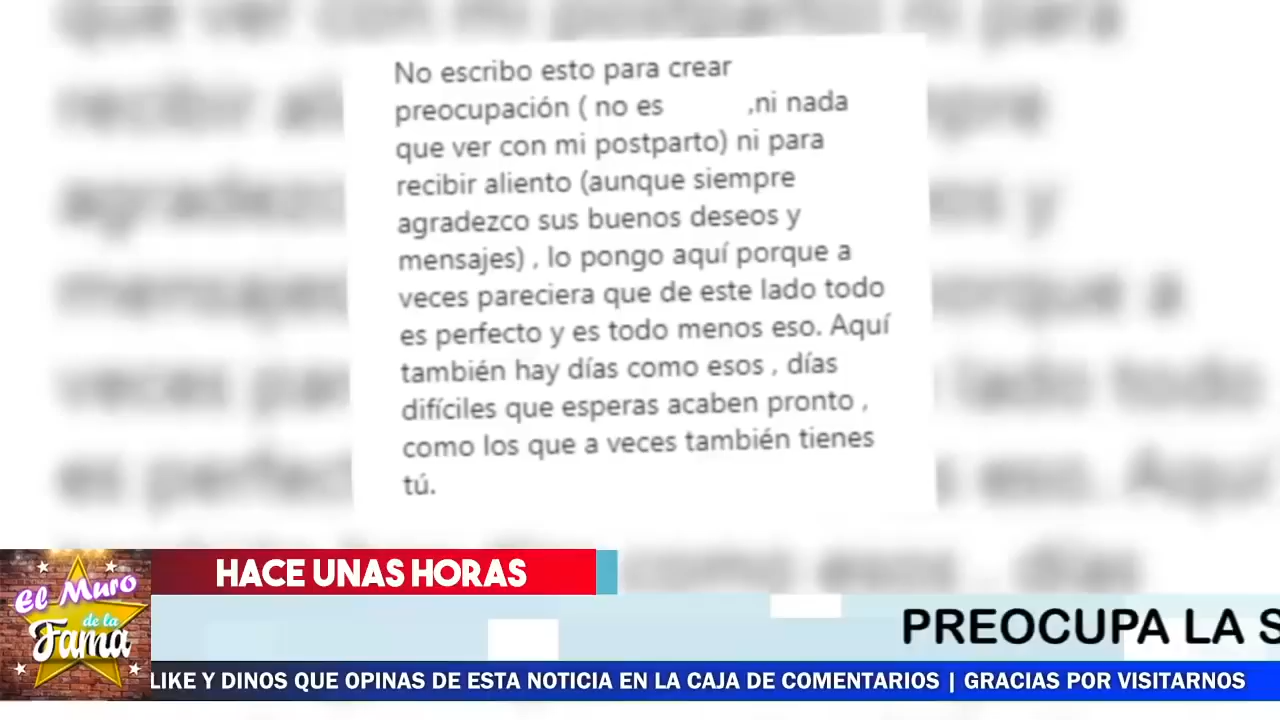 No escribo esto para crear
preocupación ( no es ,ni nada
que ver con mi postparto) ni para
recibir aliento (aunque siempre
agradezco sus buenos deseos y
mensajes) , lo pongo aquí porque a
veces pareciera que de este lado todo
es perfecto y es todo menos eso. Aquí
también hay días como esos , días
difíciles que esperas acaben pronto ,
como los que a veces también tienes
tú.
HACE UNAS HORAS
El Muro
de la
Fama
PREOCUPA LA S
LIKE Y DINOS QUE OPINAS DE ESTA NOTICIA EN LA CAJA DE COMENTARIOS | GRACIAS POR VISITARNOS